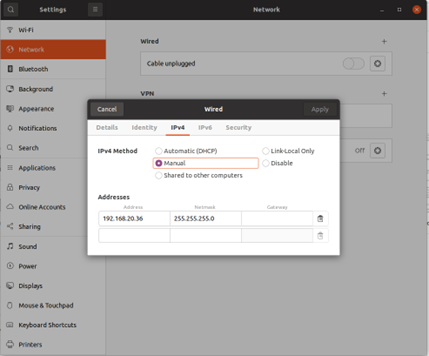 Settings
Network
Wi-Fi
Network
Bluetooth
Background
Appearance
Notifications
Search
Applications
Privacy
Online Accounts
Sharing
Sound
Power
Displays
Mouse & Touchpad
Keyboard Shortcuts
Printers
Wired
Cable unplugged
VPN
Off
Cancel
Wired
Apply
Details Identity IPv4 IPv6 Security
IPv4 Method
Automatic (DHCP)
Link-Local Only
Manual
Disable
Shared to other computers
Addresses
Address Netmask Gateway
192.168.20.36 255.255.255.0